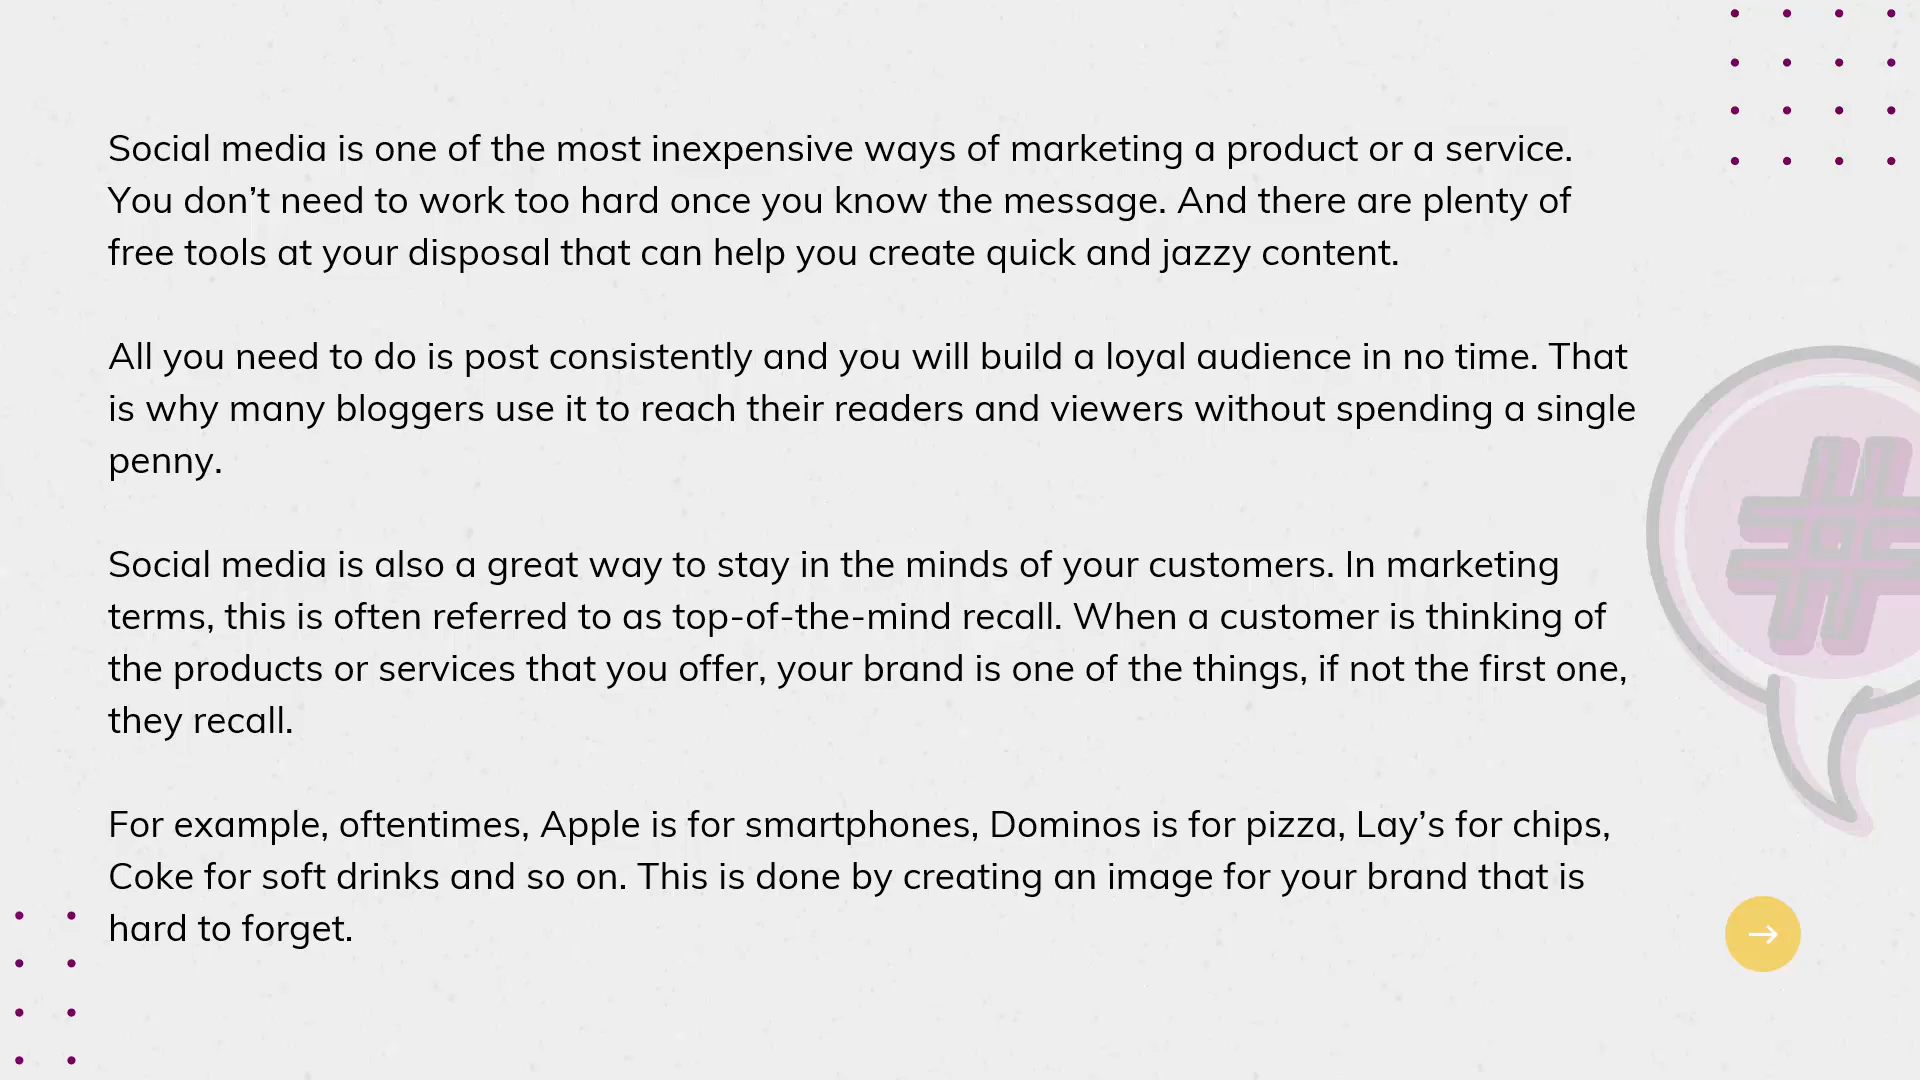 Social media is one of the most inexpensive ways of marketing a product or a service.
You don’t need to work too hard once you know the message. And there are plenty of
free tools at your disposal that can help you create quick and jazzy content.
All you need to do is post consistently and you will build a loyal audience in no time. That
is why many bloggers use it to reach their readers and viewers without spending a single
penny.
Social media is also a great way to stay in the minds of your customers. In marketing
terms, this is often referred to as top-of-the-mind recall. When a customer is thinking of
the products or services that you offer, your brand is one of the things, if not the first one,
they recall.
For example, oftentimes, Apple is for smartphones, Dominos is for pizza, Lay’s for chips,
Coke for soft drinks and so on. This is done by creating an image for your brand that is
hard to forget.